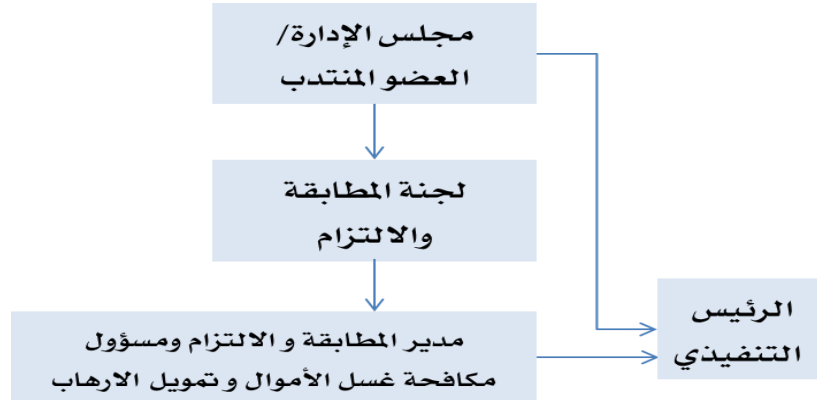 مجلس الإدارة/
العضو المنتدب
لجنة المطابقة
والالتزام
مدير المطابقة و الالتزام ومسؤول
مكافحة غسل الأموال و تمويل الارهاب
الرئيس
التنفيذي